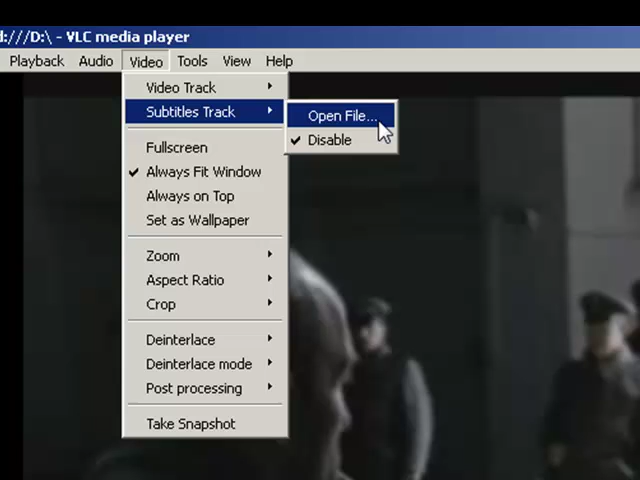 d:///D:\ - VLC media player
Playback Audio Video Tools View Help
Video Track
Subtitles Track
Open File...
Disable
Fullscreen
Always Fit Window
Always on Top
Set as Wallpaper
Zoom
Aspect Ratio
Crop
Deinterlace
Deinterlace mode
Post processing
Take Snapshot